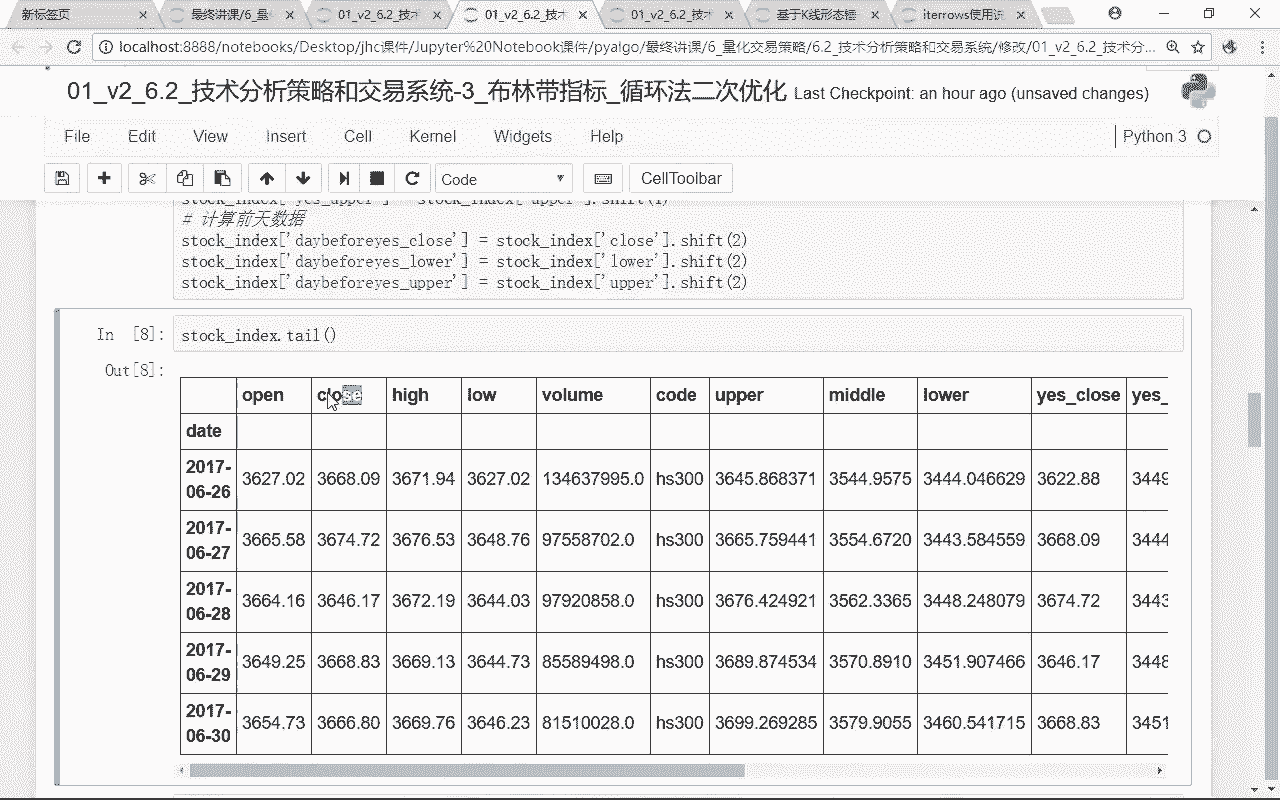 新标签页 × 最终讲课/6_量 × 01_v2_6.2_技术 × 01_v2_6.2_技术 × 01_v2_6.2_技术 × 基于K线形态 × iterrows使用 ×
localhost:8888/notebooks/Desktop/jhc课件/Jupyter%20Notebook课件/pyalgo/最终讲课/6_量化交易策略/6.2_技术分析策略和交易系统/修改/01_v2_6.2_技术分...
01_v2_6.2_技术分析策略和交易系统-3_布林带指标_循环法二次优化 Last Checkpoint: an hour ago (unsaved changes)
File Edit View Insert Cell Kernel Widgets Help Python 3
Code CellToolbar
stock_index['yes_upper'] = stock_index['upper'].shift(1)
# 计算前天数据
stock_index['daybeforeyes_close'] = stock_index['close'].shift(2)
stock_index['daybeforeyes_lower'] = stock_index['lower'].shift(2)
stock_index['daybeforeyes_upper'] = stock_index['upper'].shift(2)
In [8]: stock_index.tail()
Out[8]:
open close high low volume code upper middle lower yes_close yes_
date
2017-06-26 3627.02 3668.09 3671.94 3627.02 134637995.0 hs300 3645.868371 3544.9575 3444.046629 3622.88 3449
2017-06-27 3665.58 3674.72 3676.53 3648.76 97558702.0 hs300 3665.759441 3554.6720 3443.584559 3668.09 3444
2017-06-28 3664.16 3646.17 3672.19 3644.03 97920858.0 hs300 3676.424921 3562.3365 3448.248079 3674.72 3443
2017-06-29 3649.25 3668.83 3669.13 3644.73 85589498.0 hs300 3689.874534 3570.8910 3451.907466 3646.17 3448
2017-06-30 3654.73 3666.80 3669.76 3646.23 81510028.0 hs300 3699.269285 3579.9055 3460.541715 3668.83 3451